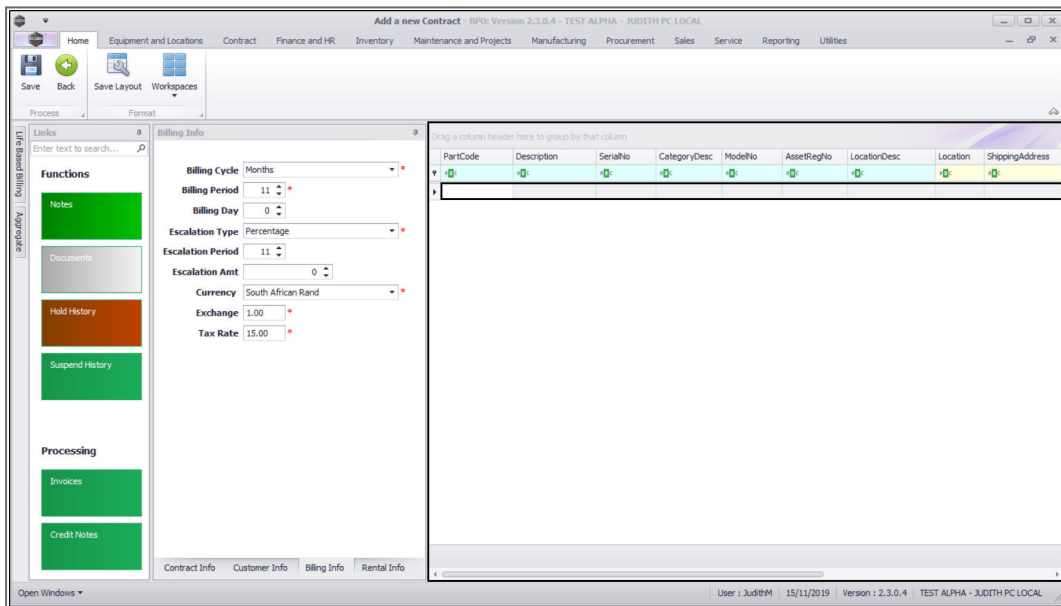 Add a new Contract - BPO: Version 2.3.0.4 - TEST ALPHA - JUDITH PC LOCAL
Home Equipment and Locations Contract Finance and HR Inventory Maintenance and Projects Manufacturing Procurement Sales Service Reporting Utilities
Save Back Save Layout Workspaces
Process Format
Life Based Billing
Aggregate
Links
Enter text to search...
Functions
Notes
Documents
Hold History
Suspend History
Processing
Invoices
Credit Notes
Billing Info
Billing Cycle Months *
Billing Period 11 *
Billing Day 0
Escalation Type Percentage *
Escalation Period 11
Escalation Amt 0
Currency South African Rand *
Exchange 1.00 *
Tax Rate 15.00 *
Contract Info Customer Info Billing Info Rental Info
Drag a column header here to group by that column
PartCode Description SerialNo CategoryDesc ModelNo AssetRegNo LocationDesc Location ShippingAddress
Open Windows
User : JudithM 15/11/2019 Version : 2.3.0.4 TEST ALPHA - JUDITH PC LOCAL